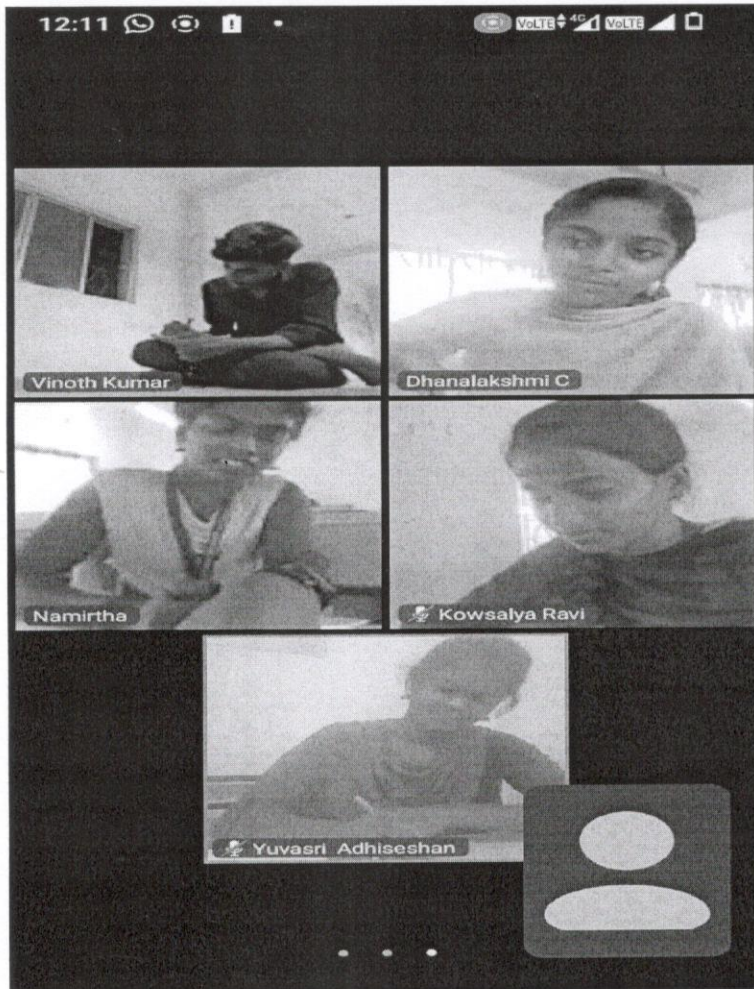 12:11
VoLTE 4G VoLTE
Vinoth Kumar
Dhanalakshmi C
Namirtha
Kowsalya Ravi
Yuvasri Adhiseshan